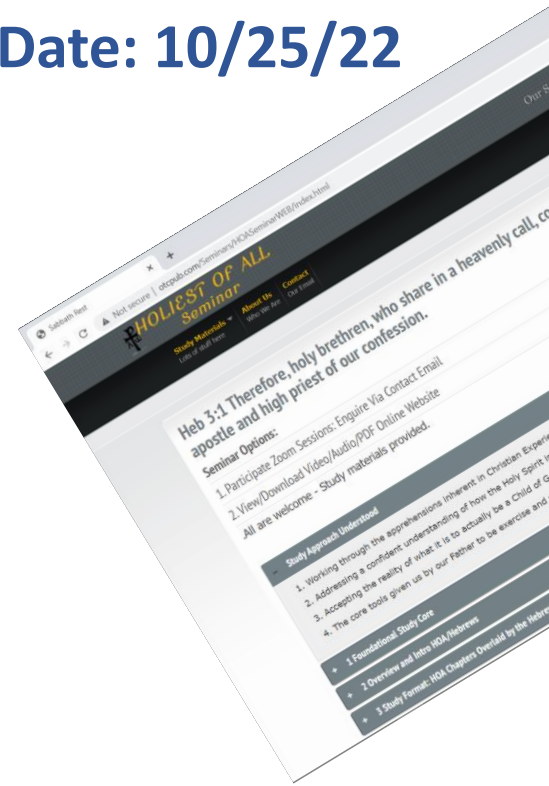 Date: 10/25/22
Our S
Sabbath Rest
Not secure | otcpub.com/Seminars/HOASeminarWEB/index.html
HOLIEST OF ALL
Seminar
Study Materials
Lots of stuff here
About Us
Who We Are
Contact
Our Email
Heb 3:1 Therefore, holy brethren, who share in a heavenly call, co
apostle and high priest of our confession.
Seminar Options:
1. Participate Zoom Sessions: Enquire Via Contact Email
2. View/Download Video/Audio/PDF Online Website
All are welcome - Study materials provided.
- Study Approach Understood
1. Working through the apprehensions inherent in Christian Experie
2. Addressing a confident understanding of how the Holy Spirit i
3. Accepting the reality of what it is to actually be a Child of G
4. The core tools given us by our Father to be exercise and
+ 1 Foundational Study Core
+ 2 Overview and Intro HOA/Hebrews
+ 3 Study Format: HOA Chapters Overlaid by the Hebre